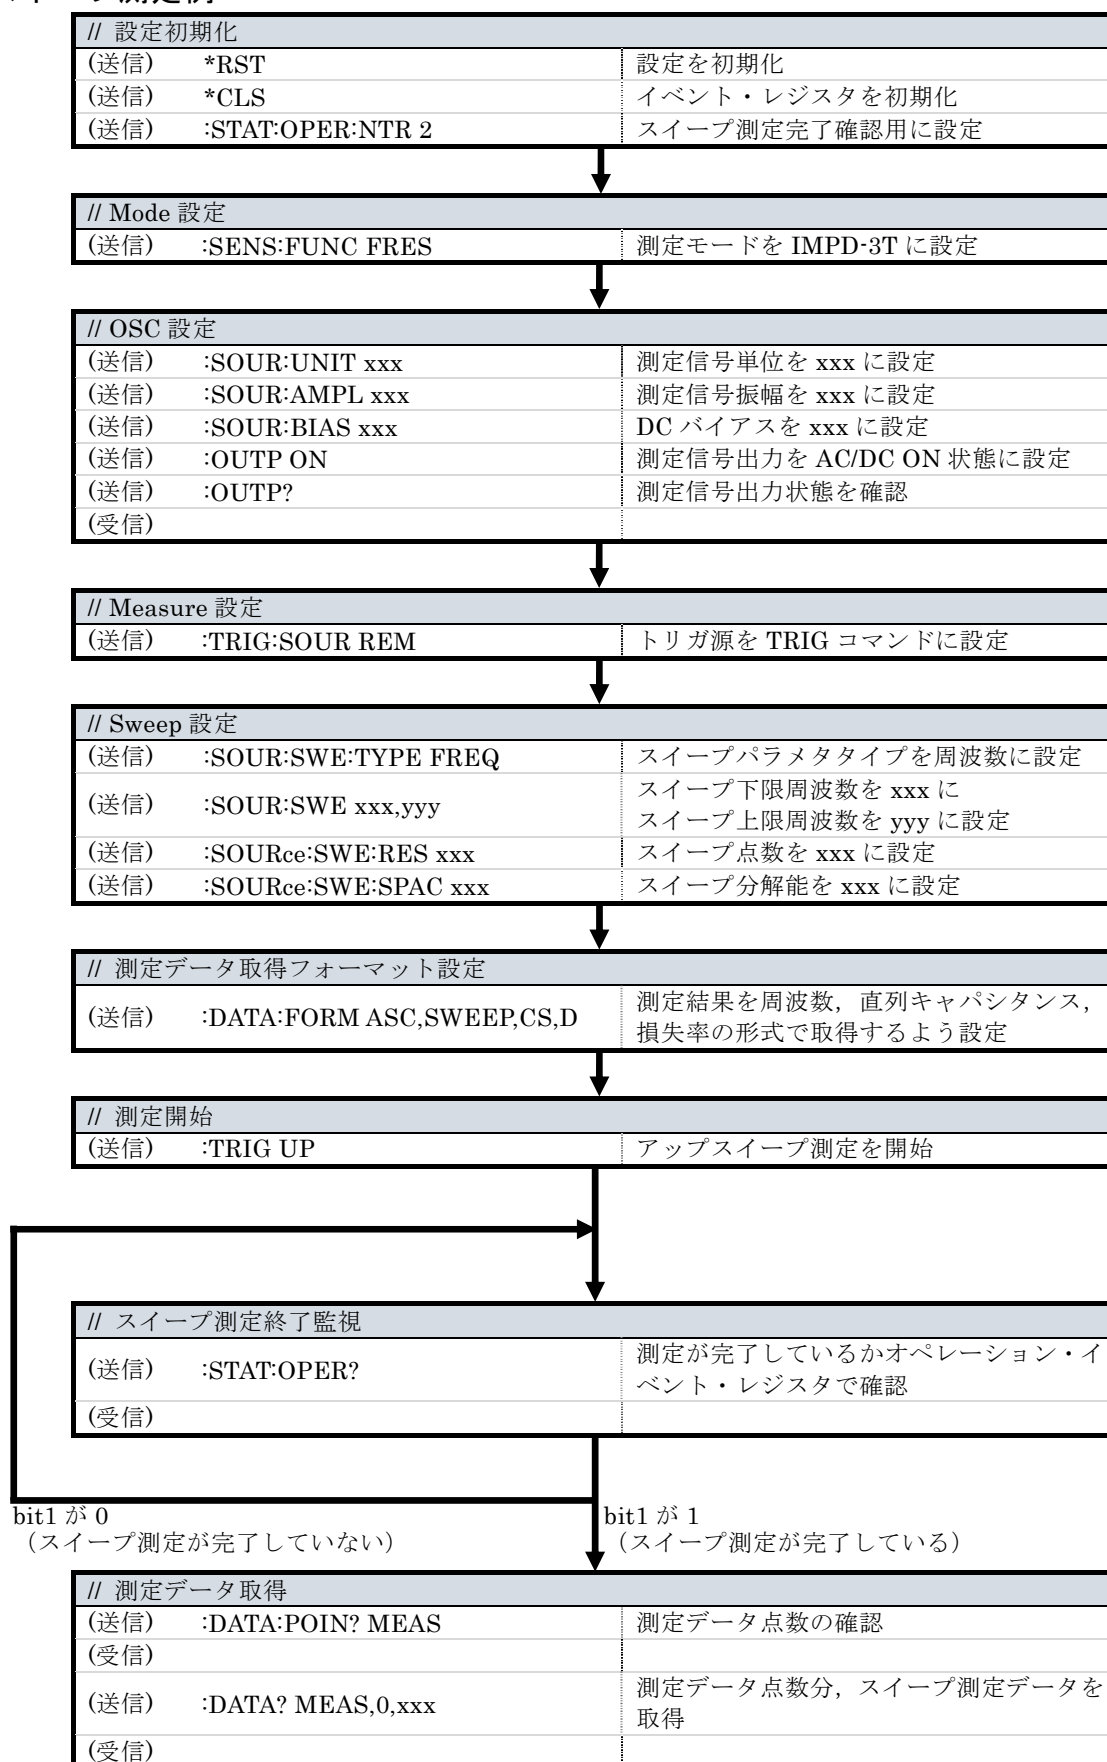 // 設定初期化
(送信) *RST 設定を初期化
(送信) *CLS イベント・レジスタを初期化
(送信) :STAT:OPER:NTR 2 スイープ測定完了確認用に設定
// Mode 設定
(送信) :SENS:FUNC FRES 測定モードを IMPD-3T に設定
// OSC 設定
(送信) :SOUR:UNIT xxx 測定信号単位を xxx に設定
(送信) :SOUR:AMPL xxx 測定信号振幅を xxx に設定
(送信) :SOUR:BIAS xxx DC バイアスを xxx に設定
(送信) :OUTP ON 測定信号出力を AC/DC ON 状態に設定
(送信) :OUTP? 測定信号出力状態を確認
(受信)
// Measure 設定
(送信) :TRIG:SOUR REM トリガ源を TRIG コマンドに設定
// Sweep 設定
(送信) :SOUR:SWE:TYPE FREQ スイープパラメタタイプを周波数に設定
(送信) :SOUR:SWE xxx,yyy スイープ下限周波数を xxx に
スイープ上限周波数を yyy に設定
(送信) :SOURce:SWE:RES xxx スイープ点数を xxx に設定
(送信) :SOURce:SWE:SPAC xxx スイープ分解能を xxx に設定
// 測定データ取得フォーマット設定
(送信) :DATA:FORM ASC,SWEEP,CS,D 測定結果を周波数，直列キャパシタンス，
損失率の形式で取得するよう設定
// 測定開始
(送信) :TRIG UP アップスイープ測定を開始
// スイープ測定終了監視
(送信) :STAT:OPER? 測定が完了しているかオペレーション・イ
ベント・レジスタで確認
(受信)
bit1 が 0
（スイープ測定が完了していない）
bit1 が 1
（スイープ測定が完了している）
// 測定データ取得
(送信) :DATA:POIN? MEAS 測定データ点数の確認
(受信)
(送信) :DATA? MEAS,0,xxx 測定データ点数分，スイープ測定データを
取得
(受信)